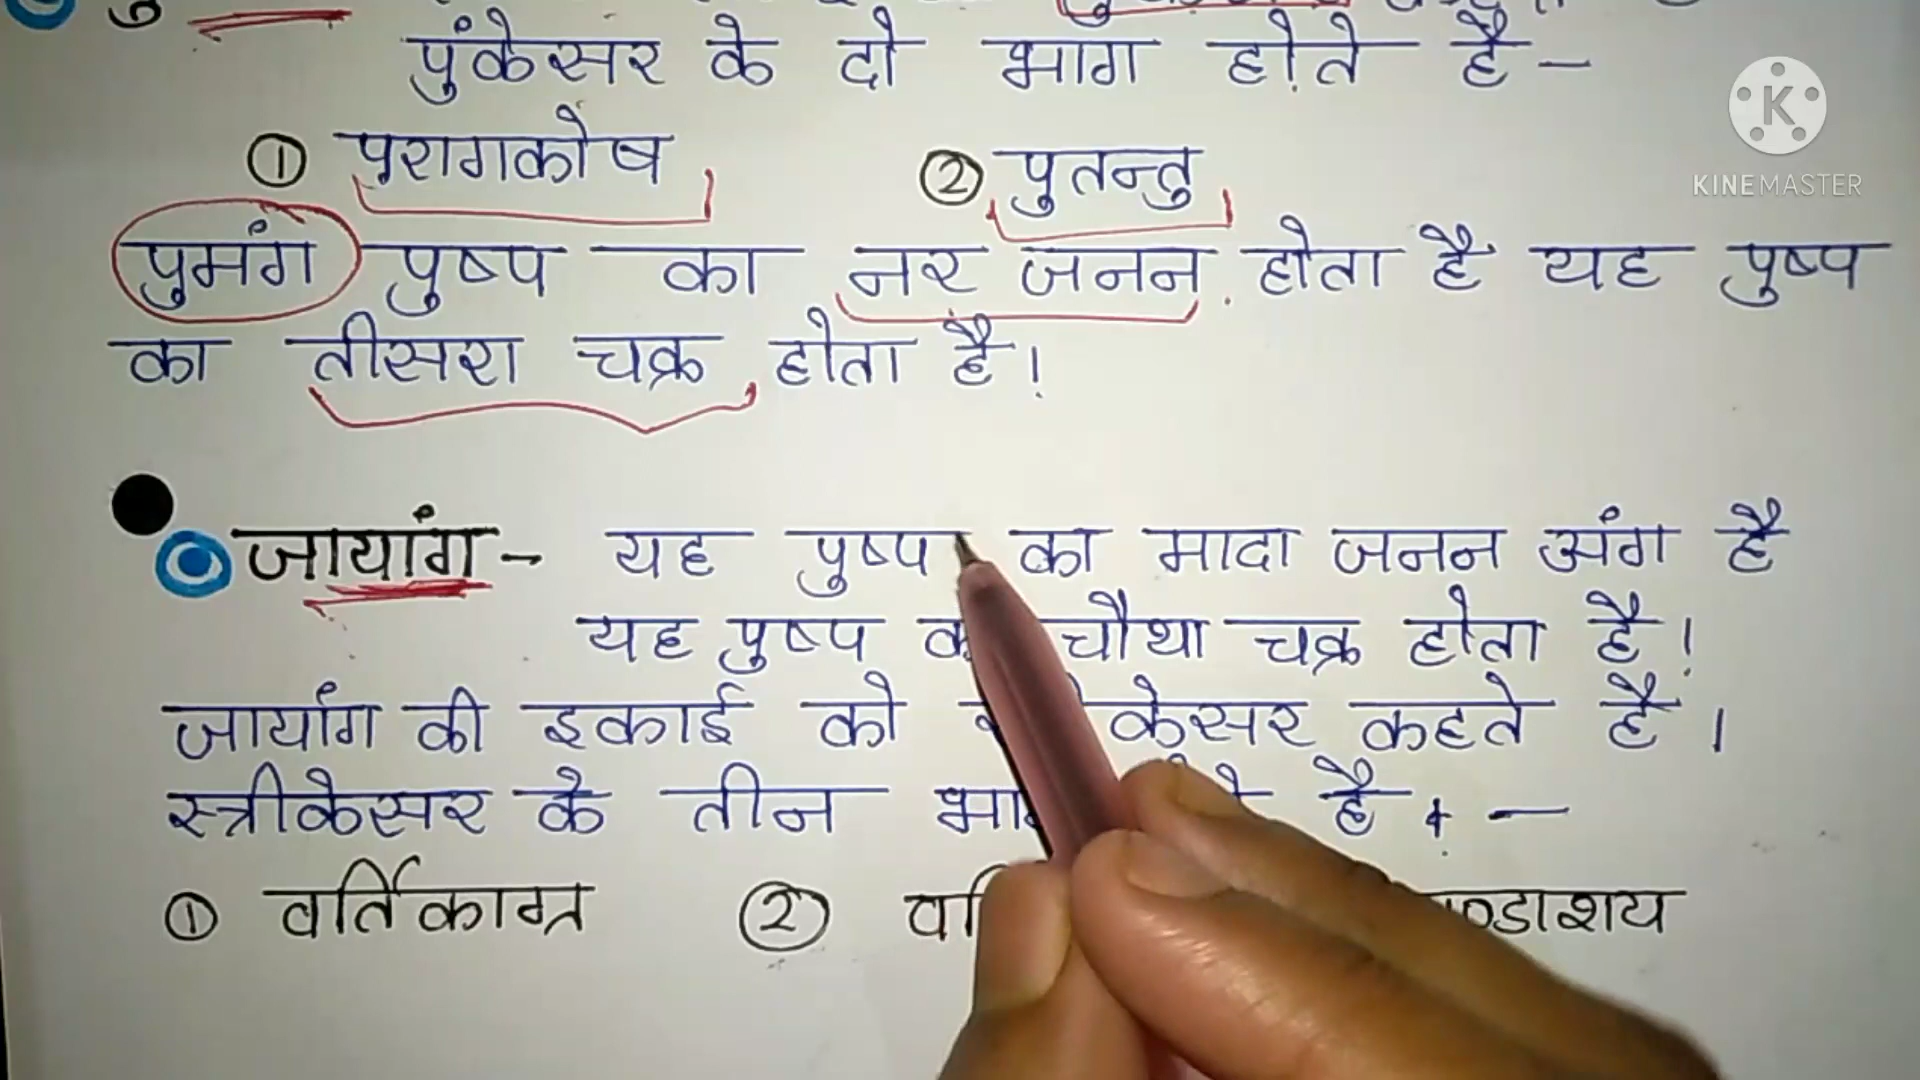 पुंकेसर के दो भाग होते है -
① परागकोष ② पुतन्तु
पुमंग पुष्प का नर जनन होता है यह पुष्प
का तीसरा चक्र होता है।
जायांग - यह पुष्प का मादा जनन अंग है
यह पुष्प चौथा चक्र होता है।
जायांग की इकाई को कहते है ।
स्त्रीकेसर के तीन है -
① वर्तिकाग्र ②
K
KINEMASTER